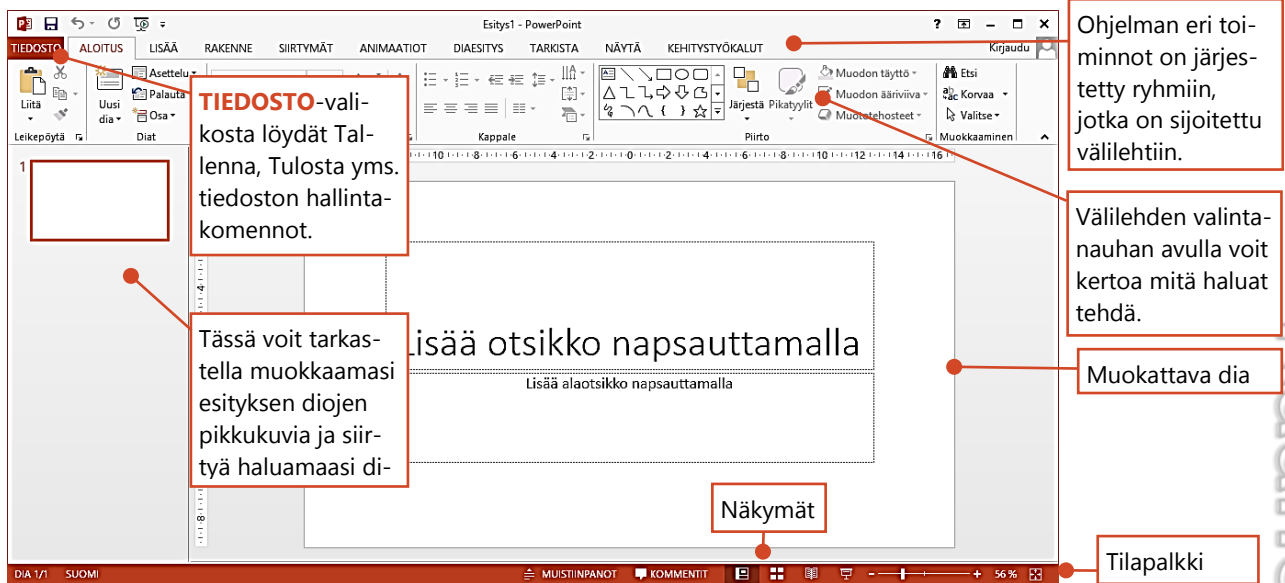 Esitys1 - PowerPoint
TIEDOSTO ALOITUS LISÄÄ RAKENNE SIIRTYMÄT ANIMAATIOT DIAESITYS TARKISTA NÄYTÄ KEHITYSTYÖKALUT Kirjaudu
Liitä
Leikepöytä
Uusi
dia
Asettelu
Palauta
Osa
Diat
Kappale
Järjestä
Pikatyylit
Muodon täyttö
Muodon ääriviiva
Muototehosteet
Piirto
Etsi
Korvaa
Valitse
Muokkaaminen
TIEDOSTO-vali-
kosta löydät Tal-
lenna, Tulosta yms.
tiedoston hallinta-
komennot.
Ohjelman eri toi-
minnot on järjes-
tetty ryhmiin,
jotka on sijoitettu
välilehtiin.
Välilehden valinta-
nauhan avulla voit
kertoa mitä haluat
tehdä.
1
Tässä voit tarkas-
tella muokkaamasi
esityksen diojen
pikkukuvia ja siir-
tyä haluamaasi di-
isää otsikko napsauttamalla
Lisää alaotsikko napsauttamalla
Muokattava dia
Näkymät
Tilapalkki
DIA 1/1 SUOMI MUISTIINPANOT KOMMENTIT 56 %